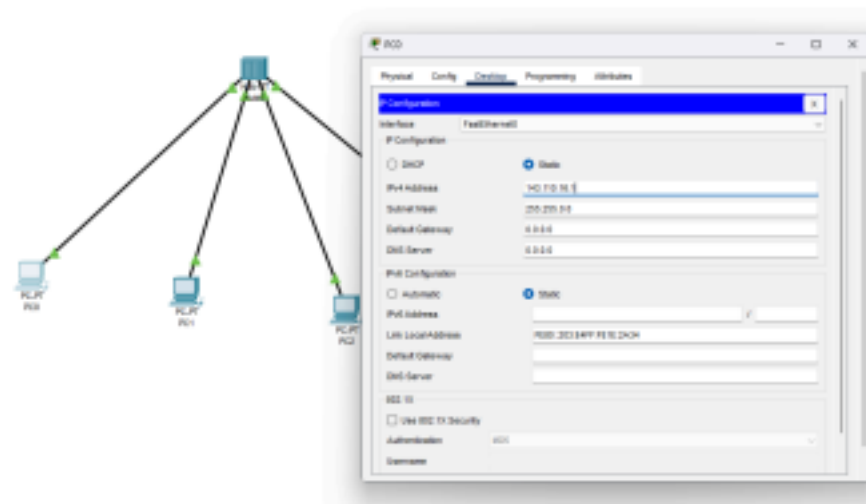 PC0
Physical Config Desktop Programming Attributes
IP Configuration
X
Interface FastEthernet0
IP Configuration
DHCP Static
IPv4 Address
Subnet Mask 255.255.0.0
Default Gateway 0.0.0.0
DNS Server 0.0.0.0
IPv6 Configuration
Automatic Static
IPv6 Address /
Link Local Address
Default Gateway
DNS Server
802.1X
Use 802.1X Security
Authentication MD5
Username
PC-PT
PC0
PC-PT
PC1
PC-PT
PC2